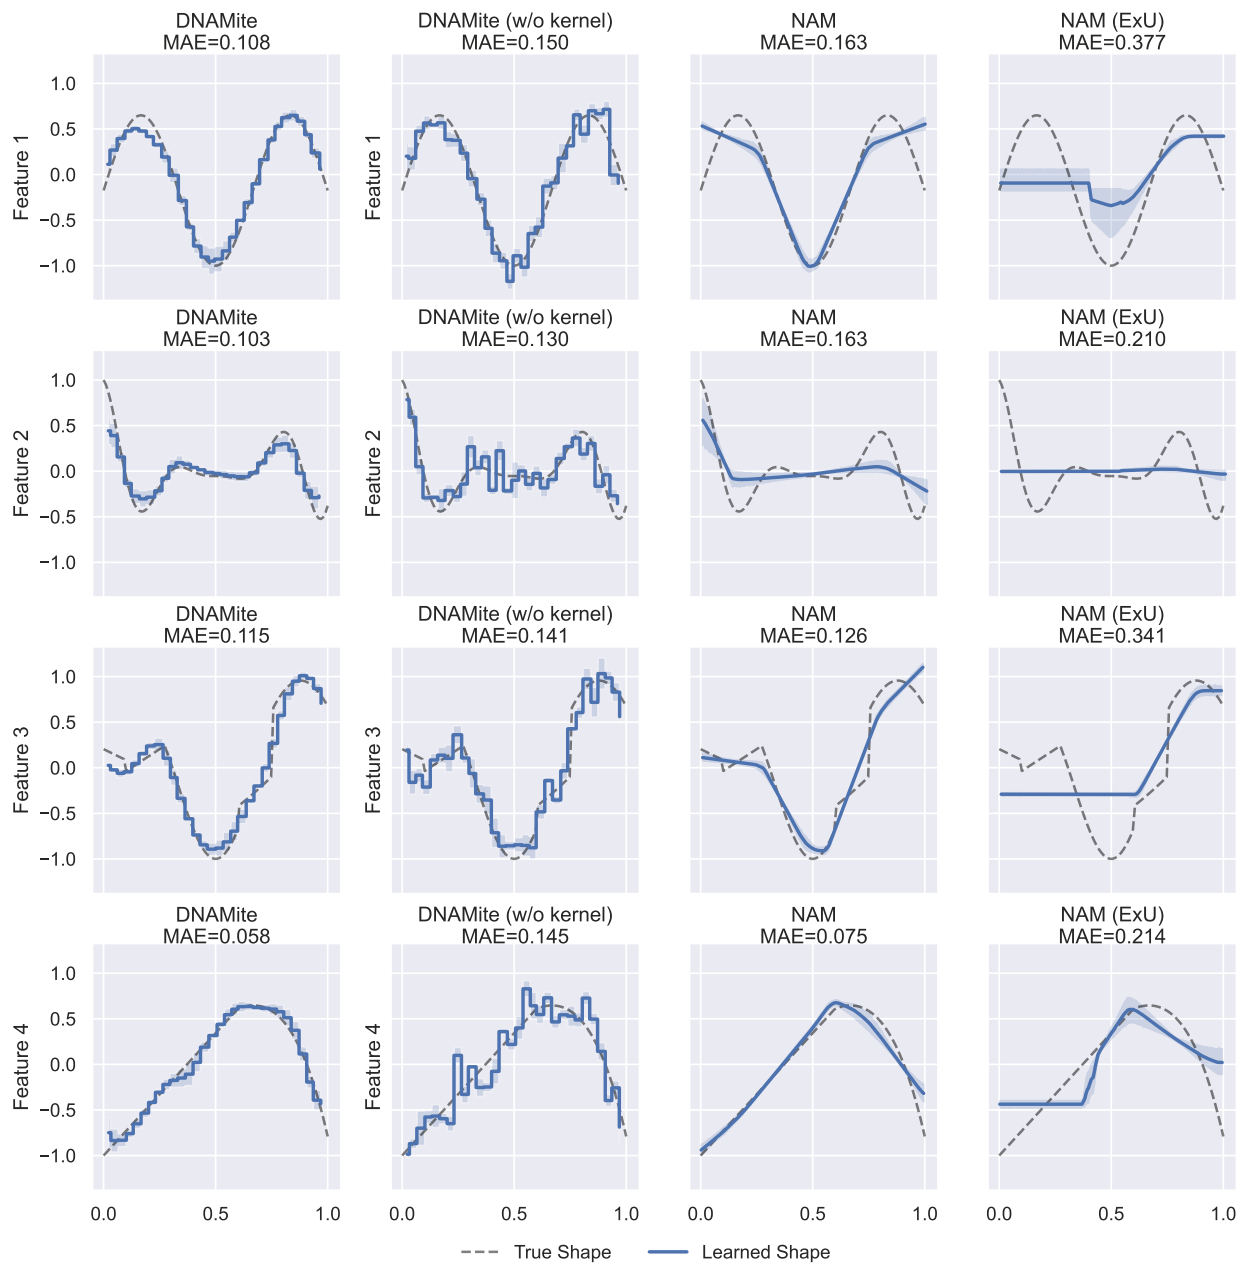 DNAMite
MAE=0.108
DNAMite (w/o kernel)
MAE=0.150
NAM
MAE=0.163
NAM (ExU)
MAE=0.377
1.0
0.5
0.0
−0.5
−1.0
Feature 1
Feature 1
DNAMite
MAE=0.103
DNAMite (w/o kernel)
MAE=0.130
NAM
MAE=0.163
NAM (ExU)
MAE=0.210
1.0
0.5
0.0
−0.5
−1.0
Feature 2
Feature 2
DNAMite
MAE=0.115
DNAMite (w/o kernel)
MAE=0.141
NAM
MAE=0.126
NAM (ExU)
MAE=0.341
1.0
0.5
0.0
−0.5
−1.0
Feature 3
Feature 3
DNAMite
MAE=0.058
DNAMite (w/o kernel)
MAE=0.145
NAM
MAE=0.075
NAM (ExU)
MAE=0.214
1.0
0.5
0.0
−0.5
−1.0
Feature 4
Feature 4
0.0 0.5 1.0
0.0 0.5 1.0
0.0 0.5 1.0
0.0 0.5 1.0
True Shape
Learned Shape